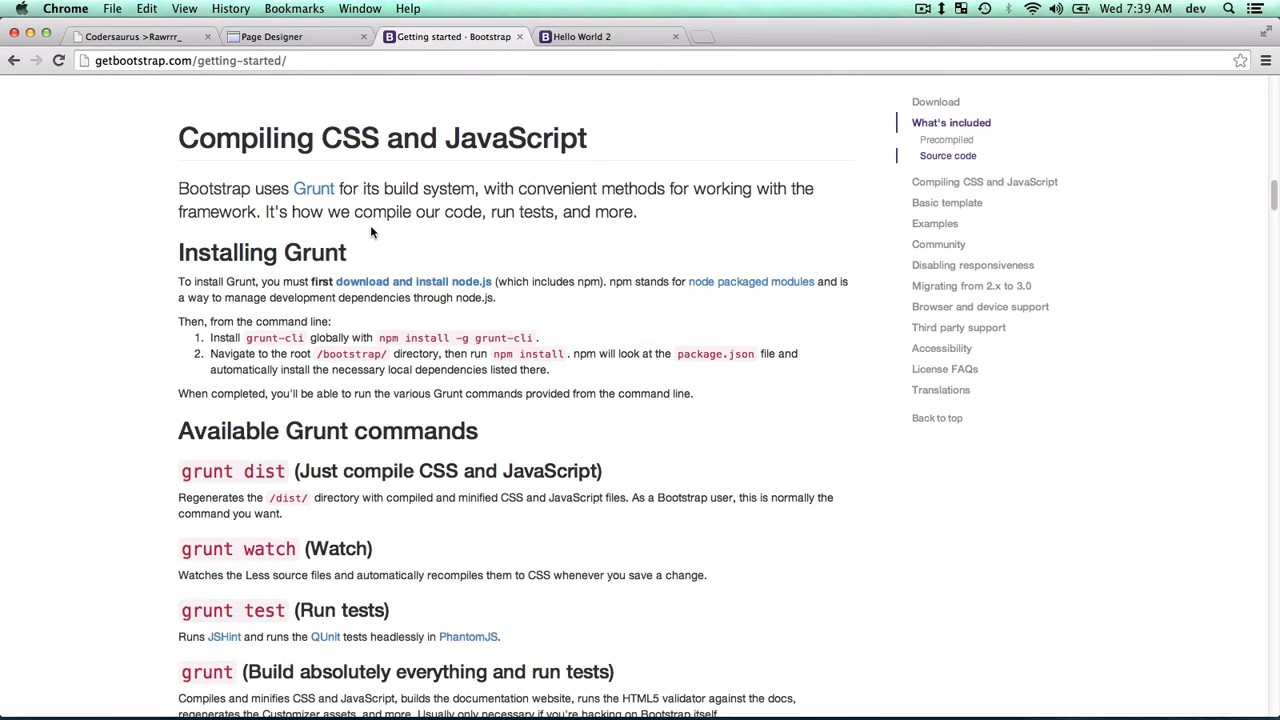 Chrome File Edit View History Bookmarks Window Help Wed 7:39 AM dev
Codersaurus >Rawrrr_ Page Designer Getting started · Bootstrap Hello World 2
getbootstrap.com/getting-started/
Compiling CSS and JavaScript
Bootstrap uses Grunt for its build system, with convenient methods for working with the
framework. It's how we compile our code, run tests, and more.
Installing Grunt
To install Grunt, you must first download and install node.js (which includes npm). npm stands for node packaged modules and is
a way to manage development dependencies through node.js.
Then, from the command line:
1. Install grunt-cli globally with npm install -g grunt-cli.
2. Navigate to the root /bootstrap/ directory, then run npm install. npm will look at the package.json file and
automatically install the necessary local dependencies listed there.
When completed, you'll be able to run the various Grunt commands provided from the command line.
Available Grunt commands
grunt dist (Just compile CSS and JavaScript)
Regenerates the /dist/ directory with compiled and minified CSS and JavaScript files. As a Bootstrap user, this is normally the
command you want.
grunt watch (Watch)
Watches the Less source files and automatically recompiles them to CSS whenever you save a change.
grunt test (Run tests)
Runs JSHint and runs the QUnit tests headlessly in PhantomJS.
grunt (Build absolutely everything and run tests)
Compiles and minifies CSS and JavaScript, builds the documentation website, runs the HTML5 validator against the docs,
regenerates the Customizer assets, and more. Usually only necessary if you're hacking on Bootstrap itself.
Download
What's included
Precompiled
Source code
Compiling CSS and JavaScript
Basic template
Examples
Community
Disabling responsiveness
Migrating from 2.x to 3.0
Browser and device support
Third party support
Accessibility
License FAQs
Translations
Back to top